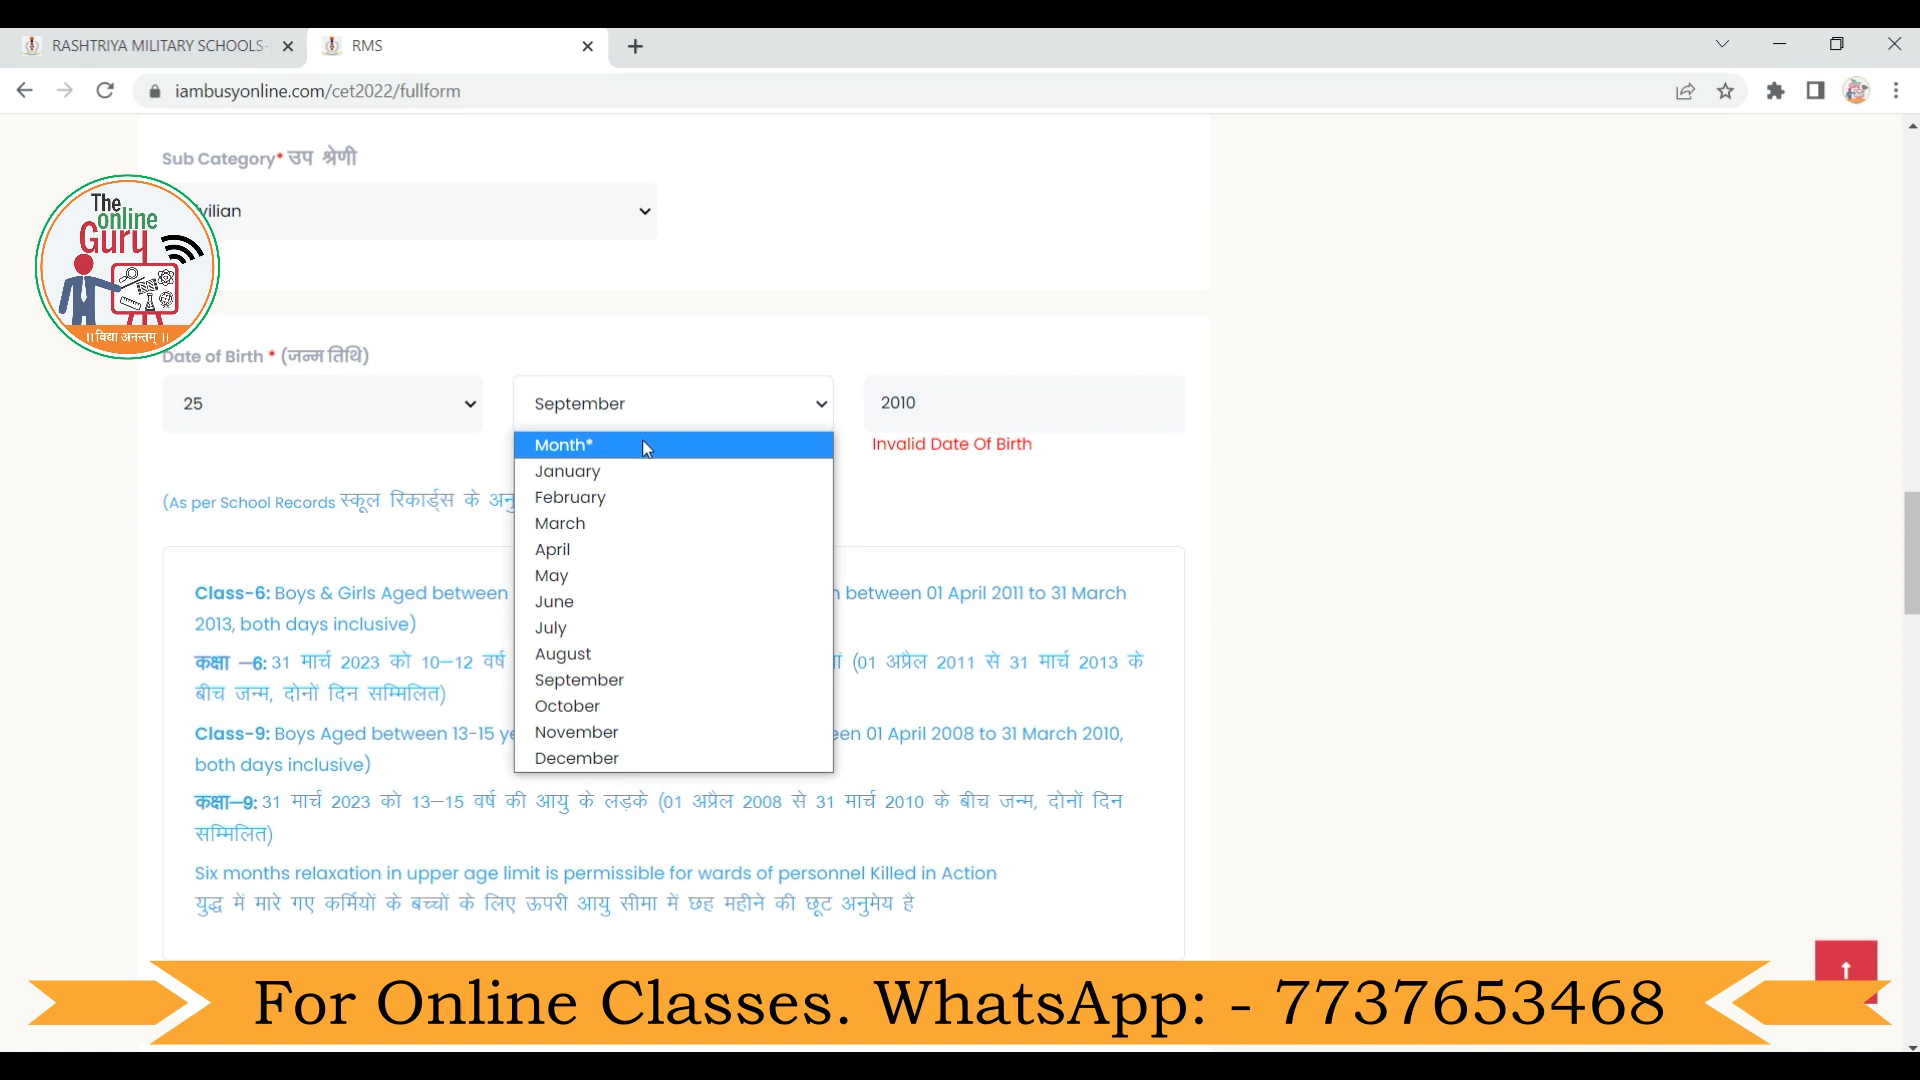 RASHTRIYA MILITARY SCHOOLS-
RMS
iambusyonline.com/cet2022/fullform
Sub Category* उप श्रेणी
vilian
The
online
Guru
॥ विद्या अनन्तम् ॥
Date of Birth * (जन्म तिथि)
25
September
2010
Month*
Invalid Date Of Birth
January
February
(As per School Records स्कूल रिकार्ड्स के अनु
March
April
May
June
July
August
September
October
November
December
Class-6: Boys & Girls Aged between
between 01 April 2011 to 31 March
2013, both days inclusive)
कक्षा –6: 31 मार्च 2023 को 10–12 वर्ष
(01 अप्रैल 2011 से 31 मार्च 2013 के
बीच जन्म, दोनों दिन सम्मिलित)
Class-9: Boys Aged between 13-15 ye
een 01 April 2008 to 31 March 2010,
both days inclusive)
कक्षा–9: 31 मार्च 2023 को 13–15 वर्ष की आयु के लड़के (01 अप्रैल 2008 से 31 मार्च 2010 के बीच जन्म, दोनों दिन
सम्मिलित)
Six months relaxation in upper age limit is permissible for wards of personnel Killed in Action
युद्ध में मारे गए कर्मियों के बच्चों के लिए ऊपरी आयु सीमा में छह महीने की छूट अनुमेय है
For Online Classes. WhatsApp: - 7737653468